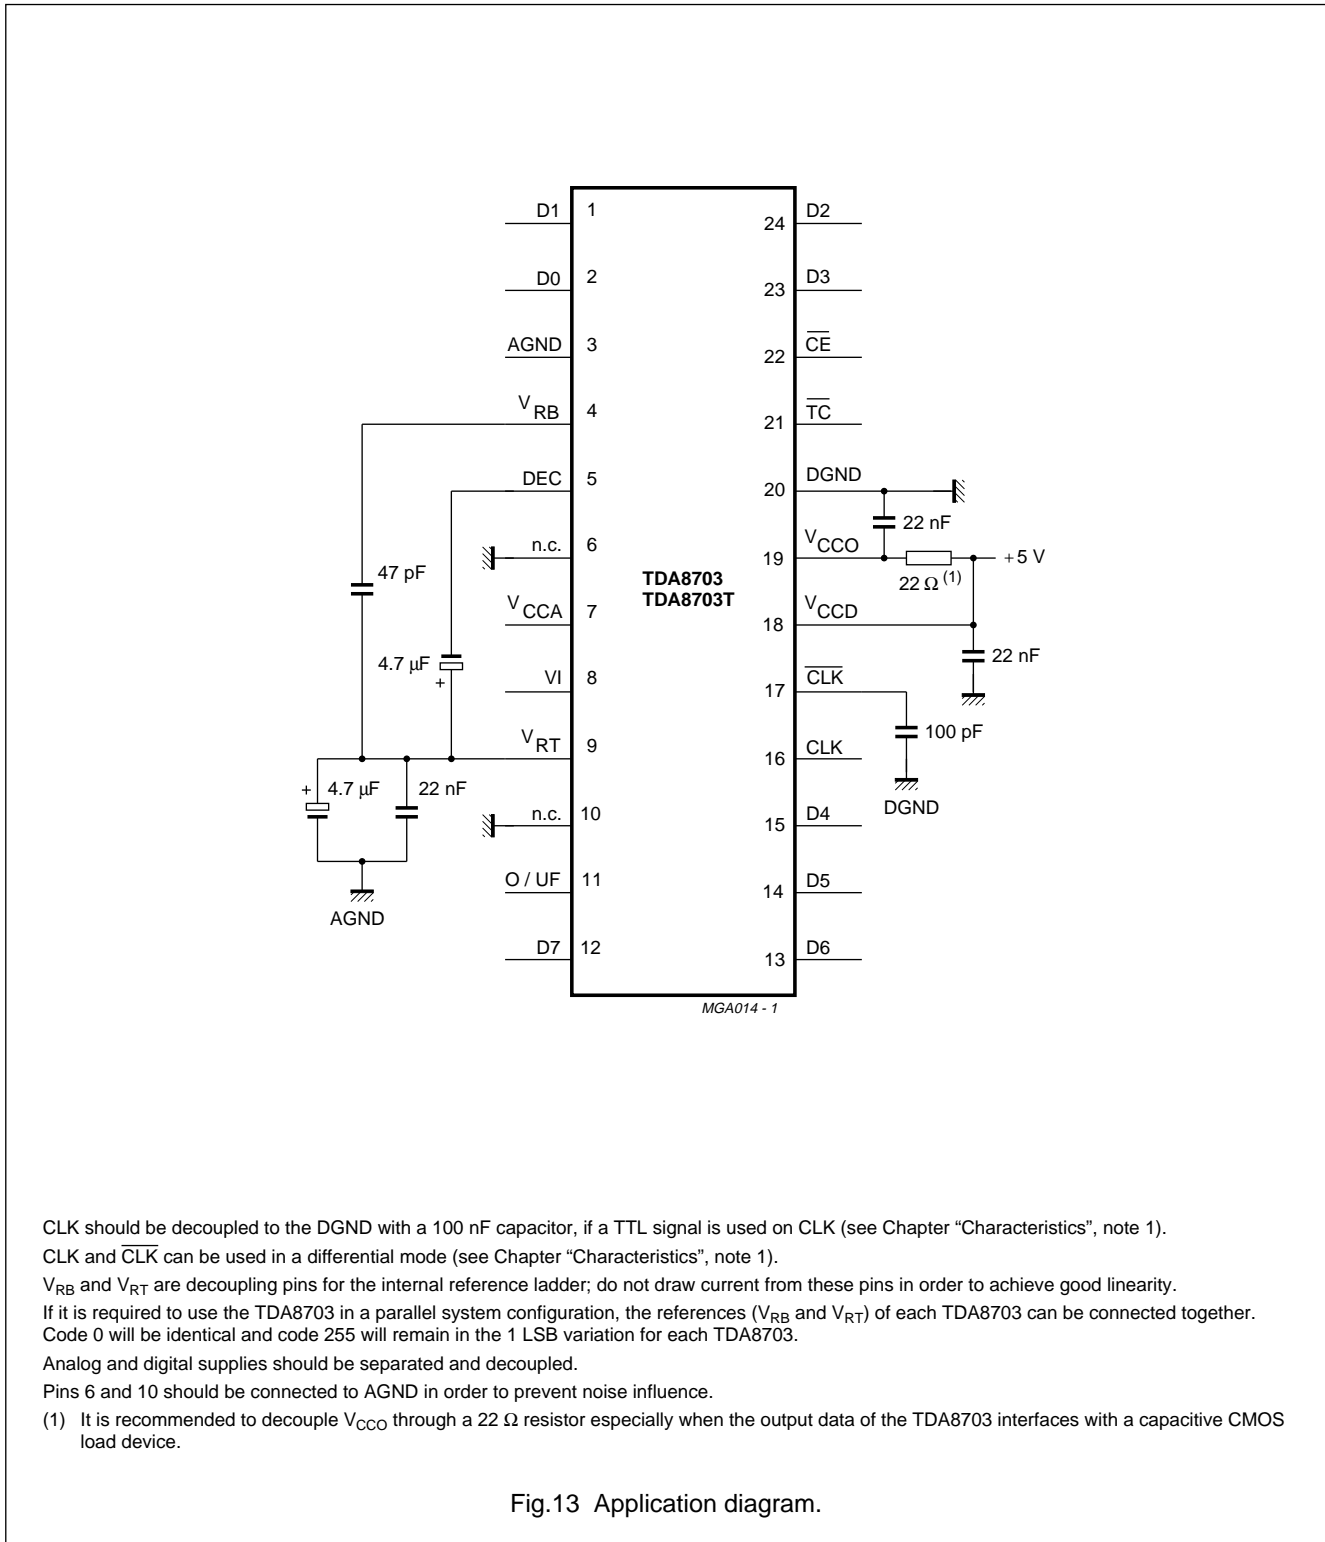 D1 1 24 D2
D0 2 23 D3
AGND 3 22 C̅E̅
VRB 4 21 T̅C̅
DEC 5 20 DGND
22 nF
n.c. 6 19 VCCO +5 V
47 pF
TDA8703
TDA8703T
22 Ω (1)
VCCA 7 18 VCCD
4.7 μF
+
22 nF
VI 8 17 C̅L̅K̅
100 pF
VRT 9 16 CLK
+ 4.7 μF 22 nF
DGND
n.c. 10 15 D4
O / UF 11 14 D5
AGND
D7 12 13 D6
MGA014 - 1
CLK should be decoupled to the DGND with a 100 nF capacitor, if a TTL signal is used on CLK (see Chapter “Characteristics”, note 1).
CLK and C̅L̅K̅ can be used in a differential mode (see Chapter “Characteristics”, note 1).
VRB and VRT are decoupling pins for the internal reference ladder; do not draw current from these pins in order to achieve good linearity.
If it is required to use the TDA8703 in a parallel system configuration, the references (VRB and VRT) of each TDA8703 can be connected together.
Code 0 will be identical and code 255 will remain in the 1 LSB variation for each TDA8703.
Analog and digital supplies should be separated and decoupled.
Pins 6 and 10 should be connected to AGND in order to prevent noise influence.
(1) It is recommended to decouple VCCO through a 22 Ω resistor especially when the output data of the TDA8703 interfaces with a capacitive CMOS
load device.
Fig.13 Application diagram.